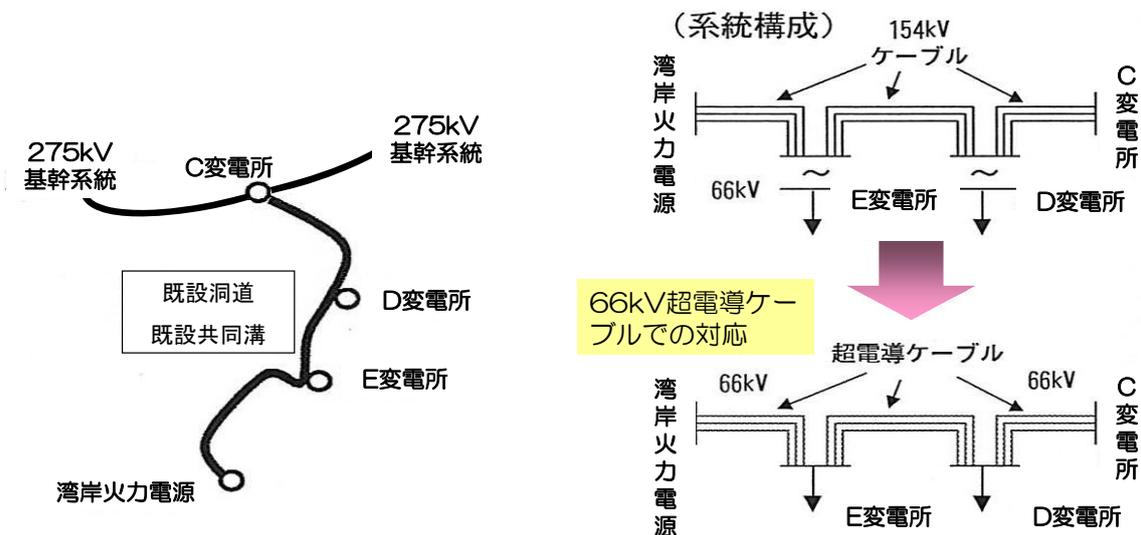 275kV
基幹系統
C変電所
275kV
基幹系統
既設洞道
既設共同溝
D変電所
E変電所
湾岸火力電源
（系統構成）
154kV
ケーブル
湾岸火力電源
C変電所
66kV
～
～
E変電所
D変電所
66kV超電導ケー
ブルでの対応
超電導ケーブル
湾岸火力電源
66kV
66kV
C変電所
E変電所
D変電所